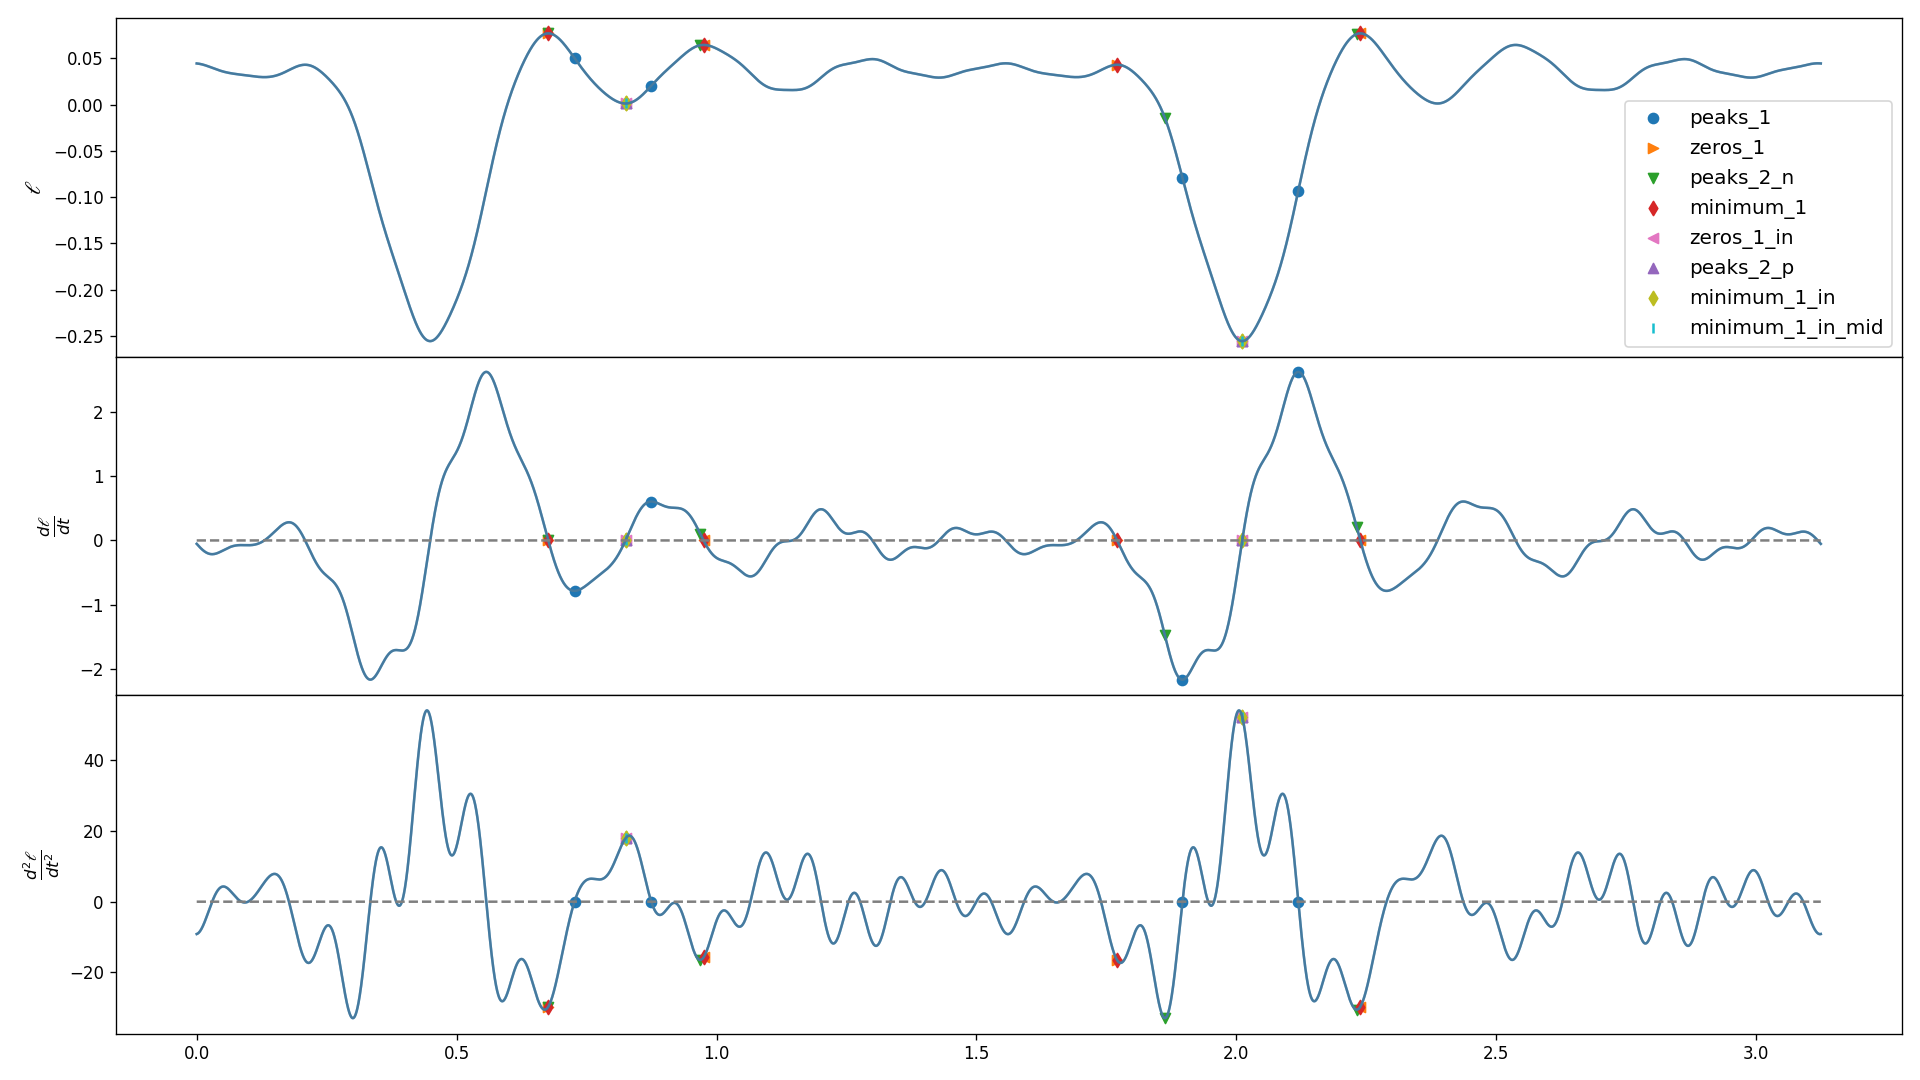 0.05
0.00
−0.05
−0.10
−0.15
−0.20
−0.25
ℓ
peaks_1
zeros_1
peaks_2_n
minimum_1
zeros_1_in
peaks_2_p
minimum_1_in
minimum_1_in_mid
2
1
0
−1
−2
dℓ
dt
40
20
0
−20
d²ℓ
dt²
0.0 0.5 1.0 1.5 2.0 2.5 3.0